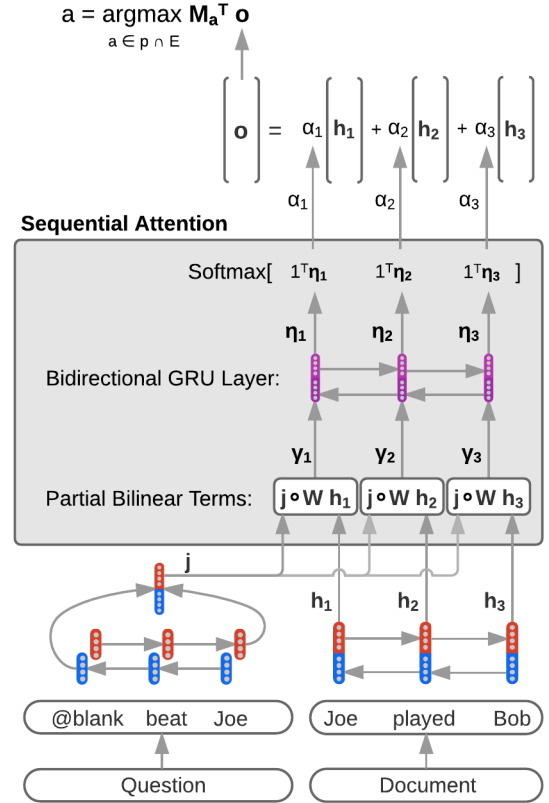 a = argmax Mₐᵀ o
a ∈ p ∩ E
o = α₁ h₁ + α₂ h₂ + α₃ h₃
α₁ α₂ α₃
Sequential Attention
Softmax[ 1ᵀη₁ 1ᵀη₂ 1ᵀη₃ ]
η₁ η₂ η₃
Bidirectional GRU Layer:
γ₁ γ₂ γ₃
Partial Bilinear Terms: j∘W h₁ j∘W h₂ j∘W h₃
j
h₁ h₂ h₃
@blank beat Joe Joe played Bob
Question Document